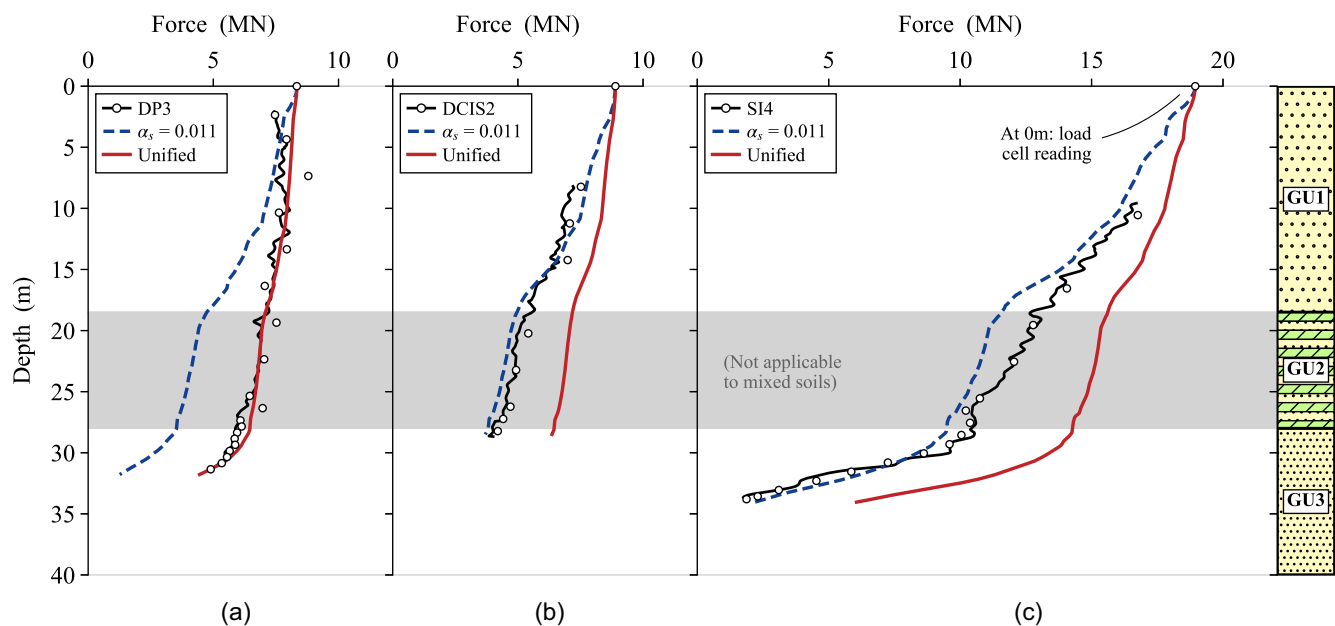 Force (MN)
Force (MN)
Force (MN)
0 5 10
0 5 10
0 5 10 15 20
0
5
10
15
20
25
30
35
40
Depth (m)
DP3
αs = 0.011
Unified
DCIS2
αs = 0.011
Unified
SI4
αs = 0.011
Unified
At 0m: load
cell reading
(Not applicable
to mixed soils)
GU1
GU2
GU3
(a)
(b)
(c)